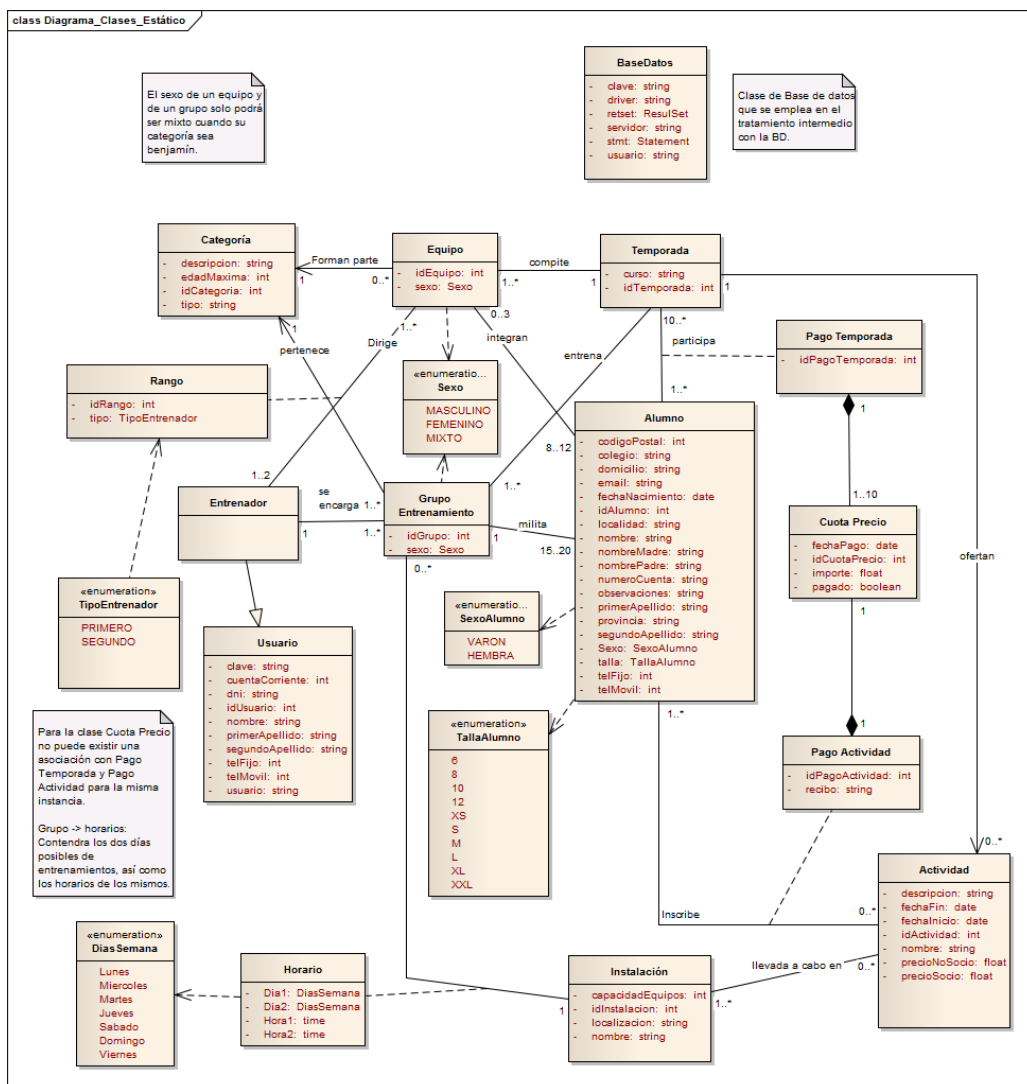 class Diagrama_Clases_Estático
El sexo de un equipo y
de un grupo solo podrá
ser mixto cuando su
categoría sea
benjamín.
BaseDatos
- clave: string
- driver: string
- retset: ResulSet
- servidor: string
- stmt: Statement
- usuario: string
Clase de Base de datos
que se emplea en el
tratamiento intermedio
con la BD.
Categoría
- descripcion: string
- edadMaxima: int
- idCategoria: int
- tipo: string
Forman parte
1
0..*
Equipo
- idEquipo: int
- sexo: Sexo
compite
1..*
1
Temporada
- curso: string
- idTemporada: int
1
1
pertenece
1..*
Dirige
0..3
integran
entrena
10..*
participa
1..*
Pago Temporada
- idPagoTemporada: int
1
Rango
- idRango: int
- tipo: TipoEntrenador
«enumeratio...
Sexo
MASCULINO
FEMENINO
MIXTO
8..12
1..2
se
encarga
1..*
1..*
1..*
Entrenador
1
Grupo
Entrenamiento
- idGrupo: int
- sexo: Sexo
1
milita
15..20
0..*
Alumno
- codigoPostal: int
- colegio: string
- domicilio: string
- email: string
- fechaNacimiento: date
- idAlumno: int
- localidad: string
- nombre: string
- nombreMadre: string
- nombrePadre: string
- numeroCuenta: string
- observaciones: string
- primerApellido: string
- provincia: string
- segundoApellido: string
- Sexo: SexoAlumno
- talla: TallaAlumno
- telFijo: int
- telMovil: int
1..*
1..10
Cuota Precio
- fechaPago: date
- idCuotaPrecio: int
- importe: float
- pagado: boolean
1
ofertan
«enumeration»
TipoEntrenador
PRIMERO
SEGUNDO
«enumeratio...
SexoAlumno
VARON
HEMBRA
Usuario
- clave: string
- cuentaCorriente: int
- dni: string
- idUsuario: int
- nombre: string
- primerApellido: string
- segundoApellido: string
- telFijo: int
- telMovil: int
- usuario: string
«enumeration»
TallaAlumno
6
8
10
12
XS
S
M
L
XL
XXL
Para la clase Cuota Precio
no puede existir una
asociación con Pago
Temporada y Pago
Actividad para la misma
instancia.
Grupo -> horarios:
Contendra los dos días
posibles de
entrenamientos, así como
los horarios de los mismos.
1
Pago Actividad
- idPagoActividad: int
- recibo: string
0..*
Actividad
- descripcion: string
- fechaFin: date
- fechaInicio: date
- idActividad: int
- nombre: string
- precioNoSocio: float
- precioSocio: float
Inscribe
0..*
llevada a cabo en
0..*
«enumeration»
DiasSemana
Lunes
Miercoles
Martes
Jueves
Sabado
Domingo
Viernes
Horario
- Dia1: DiasSemana
- Dia2: DiasSemana
- Hora1: time
- Hora2: time
1
Instalación
- capacidadEquipos: int
- idInstalacion: int
- localizacion: string
- nombre: string
1..*